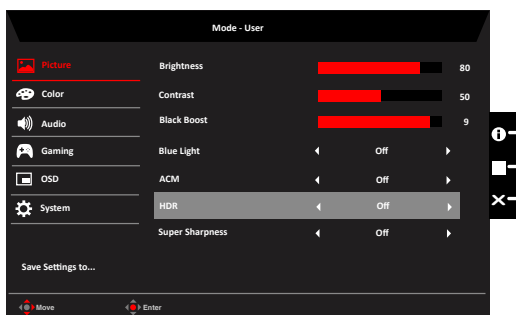 Mode - User
Picture
Brightness 80
Color
Contrast 50
Audio
Black Boost 9
Gaming
Blue Light Off
OSD
ACM Off
System
HDR Off
Super Sharpness Off
Save Settings to...
Move Enter